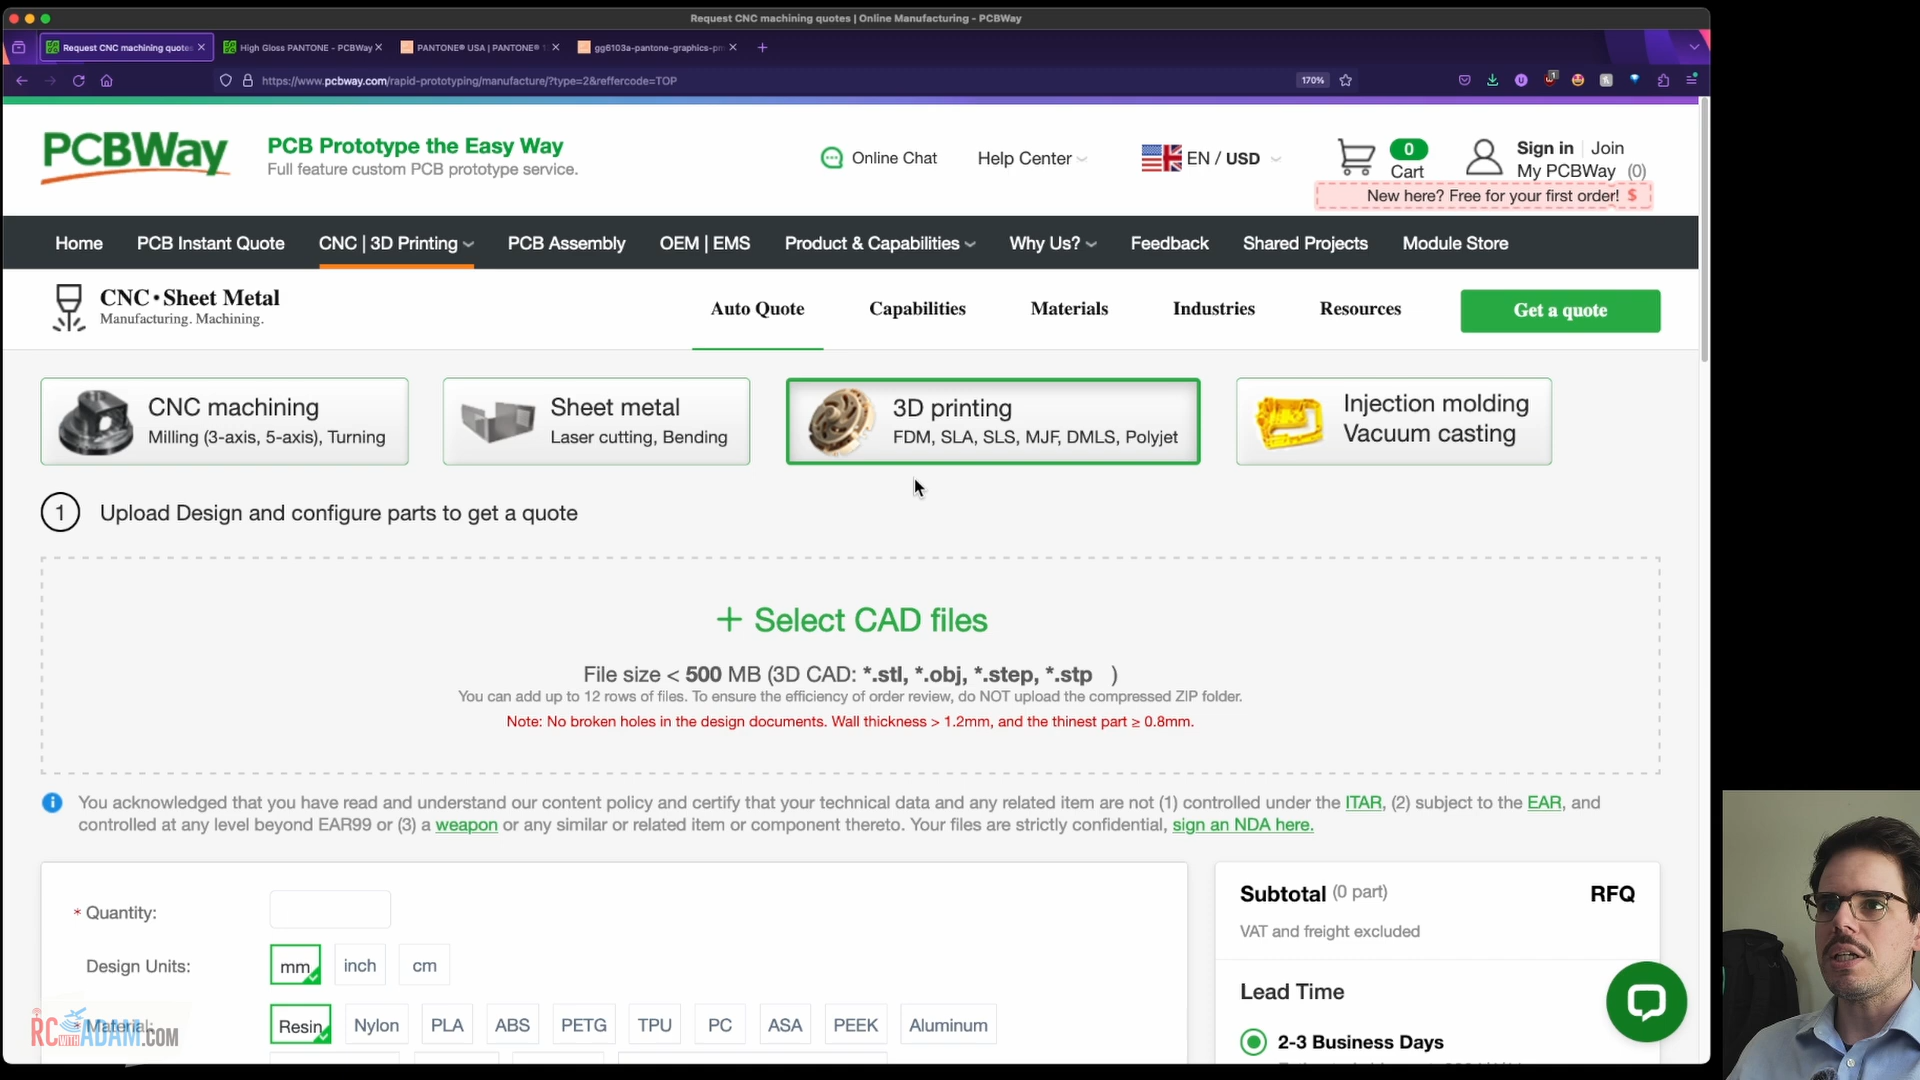 Request CNC machining quotes | Online Manufacturing - PCBWay
Request CNC machining quotes
High Gloss PANTONE - PCBWay
PANTONE® USA | PANTONE®
gg6103a-pantone-graphics-pm
https://www.pcbway.com/rapid-prototyping/manufacture/?type=2&reffercode=TOP
170%
PCBWay
PCB Prototype the Easy Way
Full feature custom PCB prototype service.
Online Chat
Help Center
EN / USD
0
Cart
Sign in | Join
My PCBWay (0)
New here? Free for your first order! $
Home PCB Instant Quote CNC | 3D Printing PCB Assembly OEM | EMS Product & Capabilities Why Us? Feedback Shared Projects Module Store
CNC•Sheet Metal
Manufacturing. Machining.
Auto Quote Capabilities Materials Industries Resources Get a quote
CNC machining
Milling (3-axis, 5-axis), Turning
Sheet metal
Laser cutting, Bending
3D printing
FDM, SLA, SLS, MJF, DMLS, Polyjet
Injection molding
Vacuum casting
1 Upload Design and configure parts to get a quote
+ Select CAD files
File size < 500 MB (3D CAD: *.stl, *.obj, *.step, *.stp )
You can add up to 12 rows of files. To ensure the efficiency of order review, do NOT upload the compressed ZIP folder.
Note: No broken holes in the design documents. Wall thickness > 1.2mm, and the thinest part ≥ 0.8mm.
You acknowledged that you have read and understand our content policy and certify that your technical data and any related item are not (1) controlled under the ITAR, (2) subject to the EAR, and
controlled at any level beyond EAR99 or (3) a weapon or any similar or related item or component thereto. Your files are strictly confidential, sign an NDA here.
* Quantity:
Design Units: mm inch cm
* Material: Resin Nylon PLA ABS PETG TPU PC ASA PEEK Aluminum
Subtotal (0 part) RFQ
VAT and freight excluded
Lead Time
2-3 Business Days
RC WITH ADAM.COM